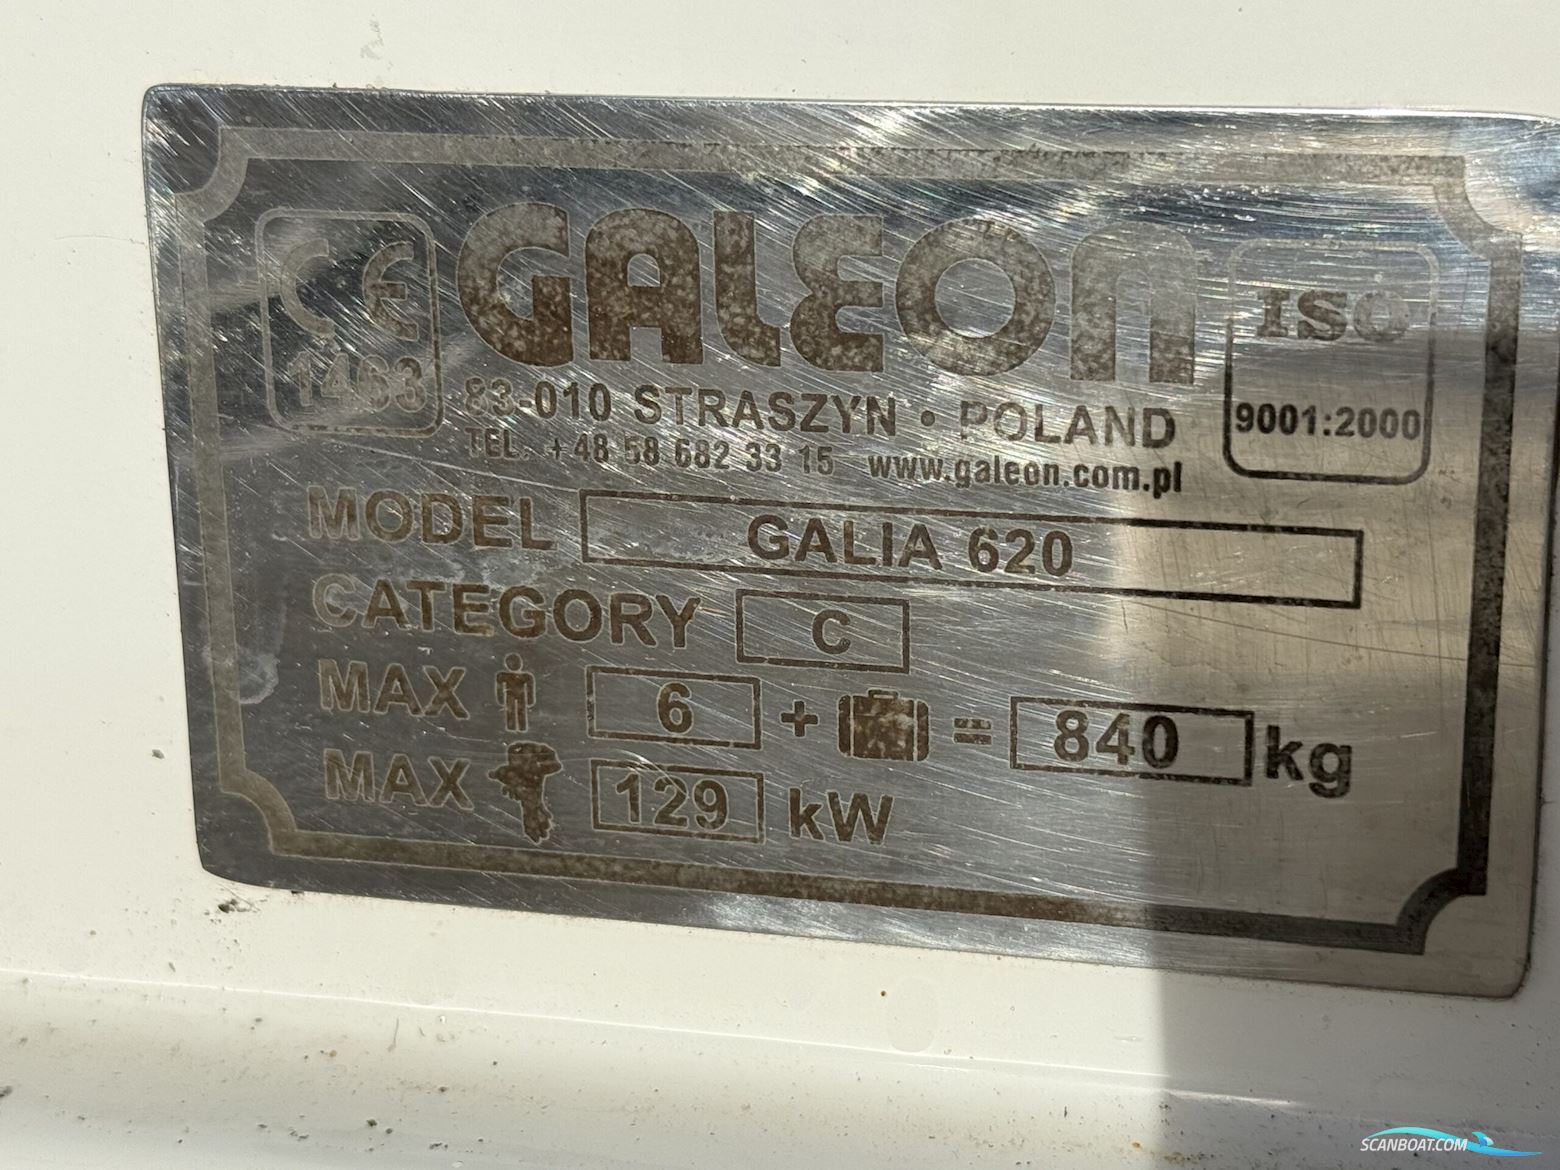 CE
1463
GALEON
ISO
9001:2000
83-010 STRASZYN • POLAND
TEL. +48 58 682 33 15 www.galeon.com.pl
MODEL GALIA 620
CATEGORY C
MAX 6 + = 840 kg
MAX 129 kW
SCANBOAT.COM